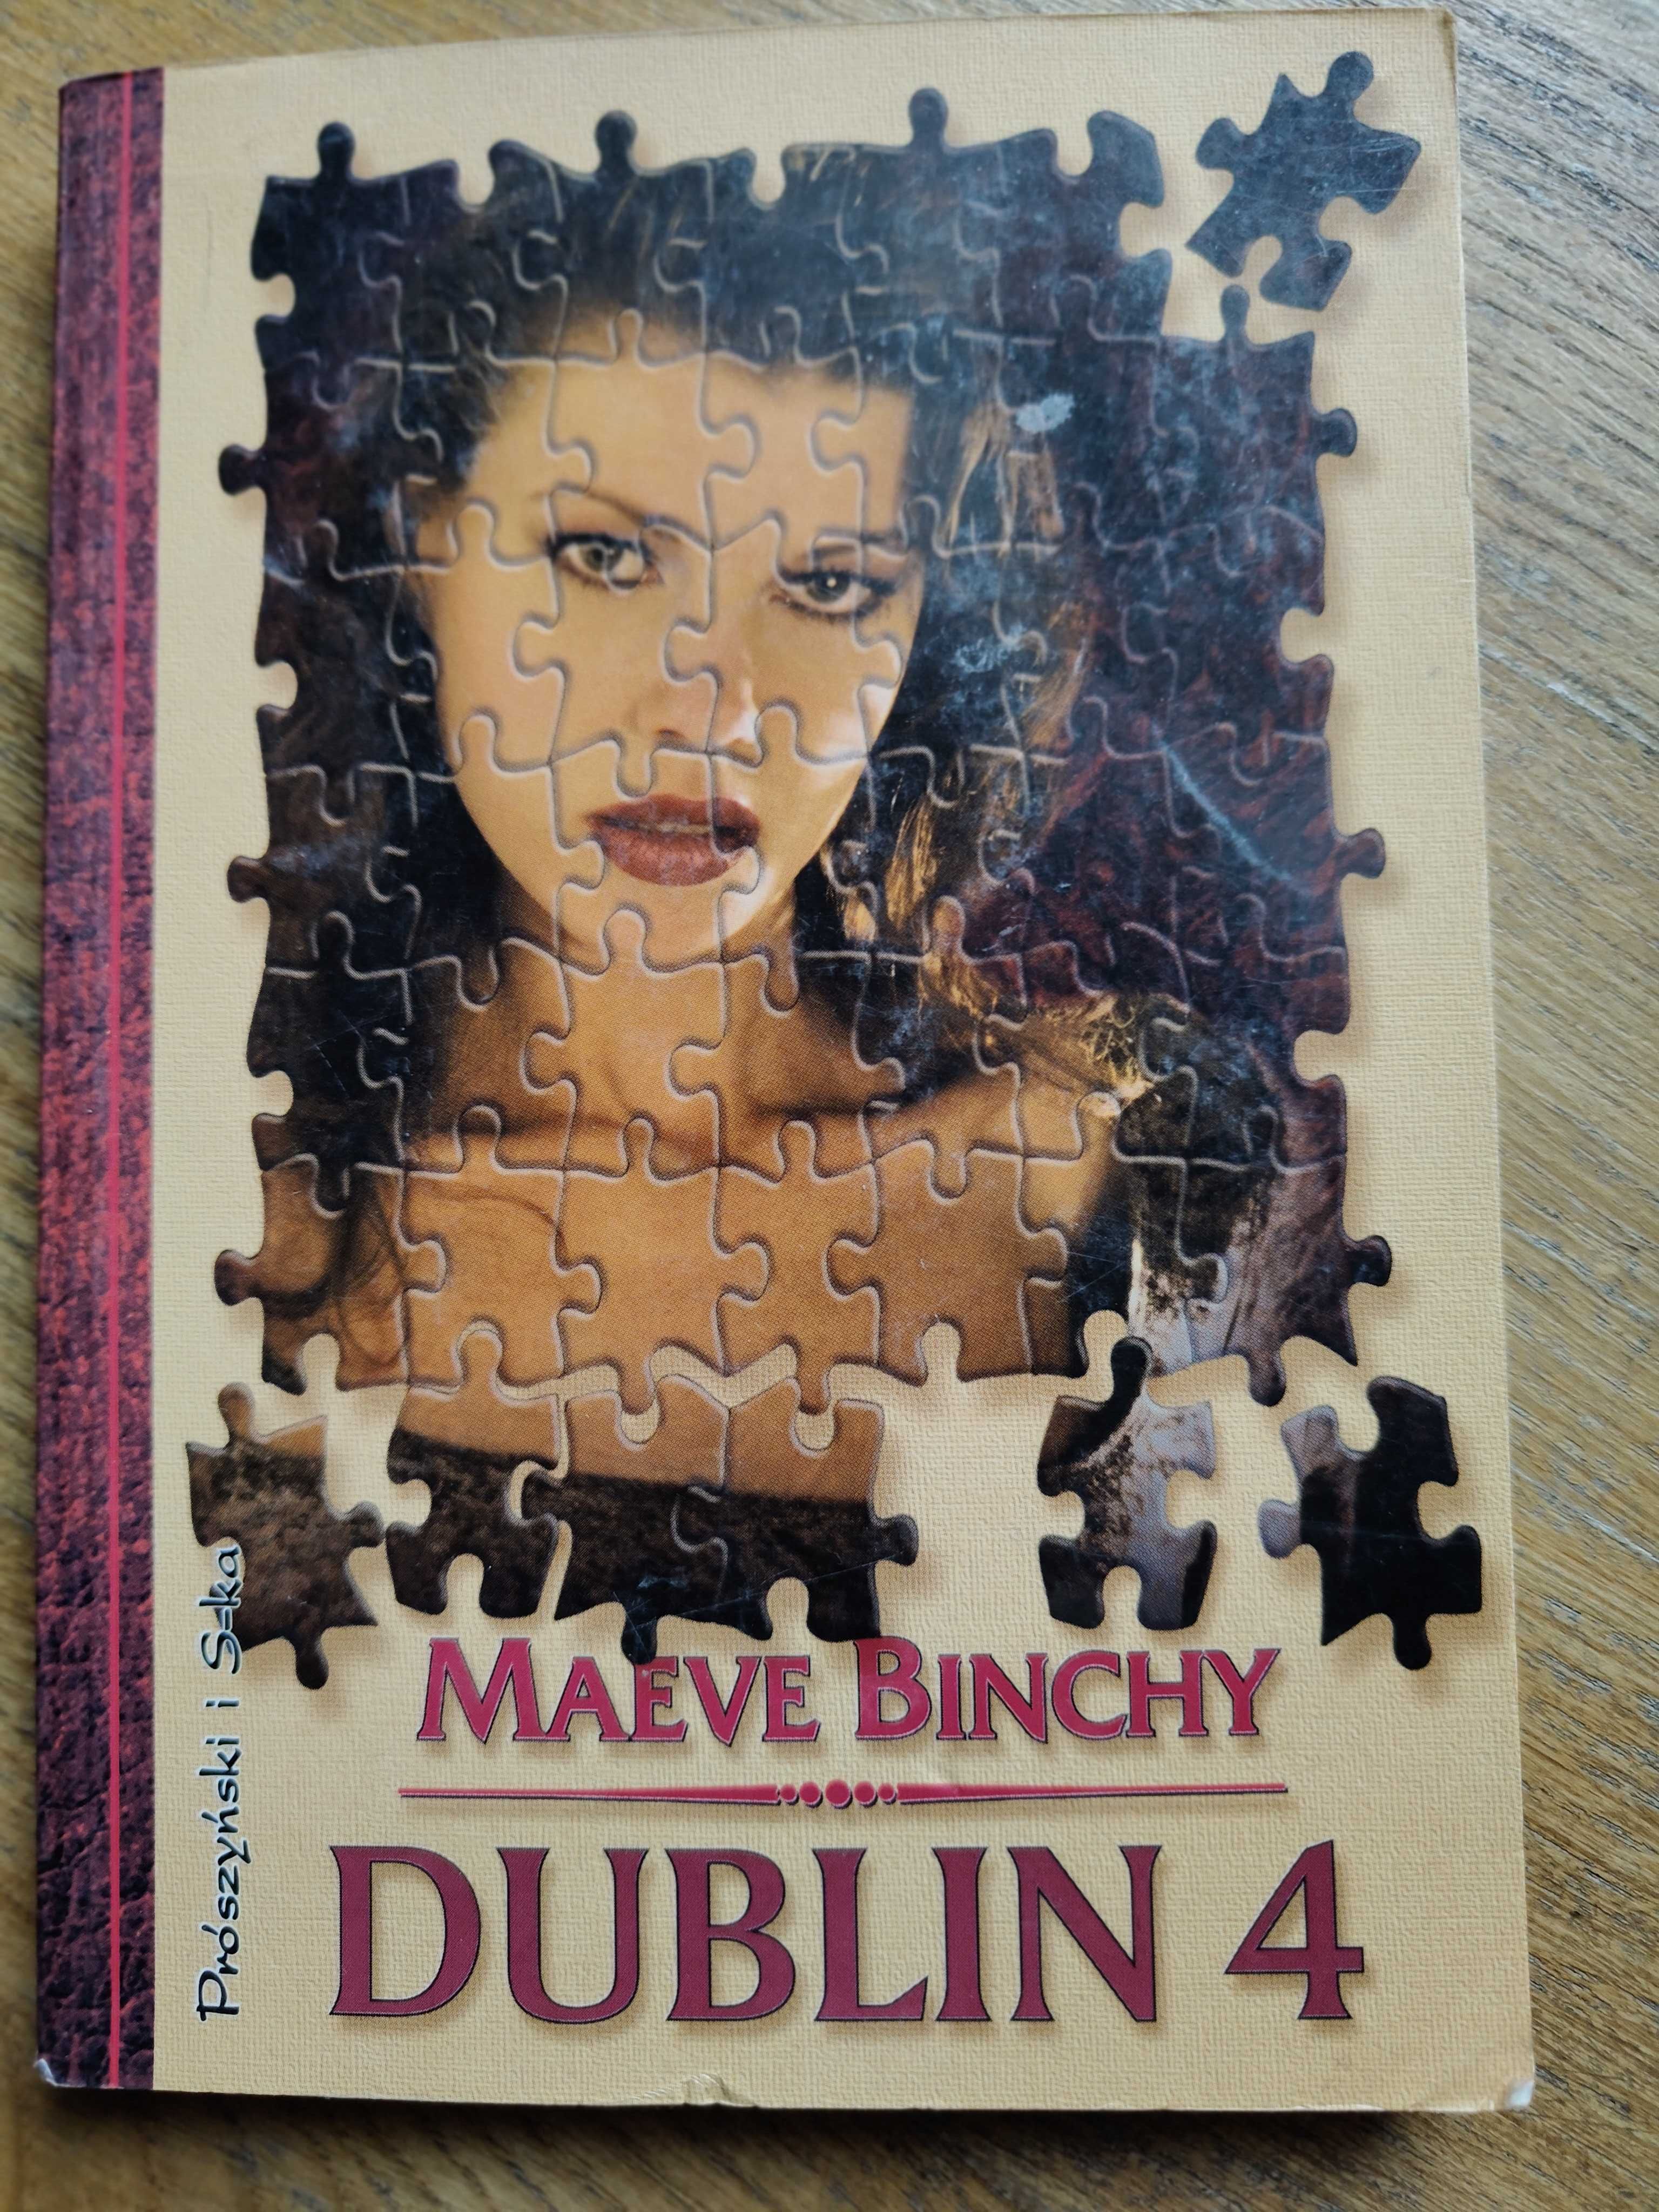 Prószyński i S-ka
MAEVE BINCHY
DUBLIN 4